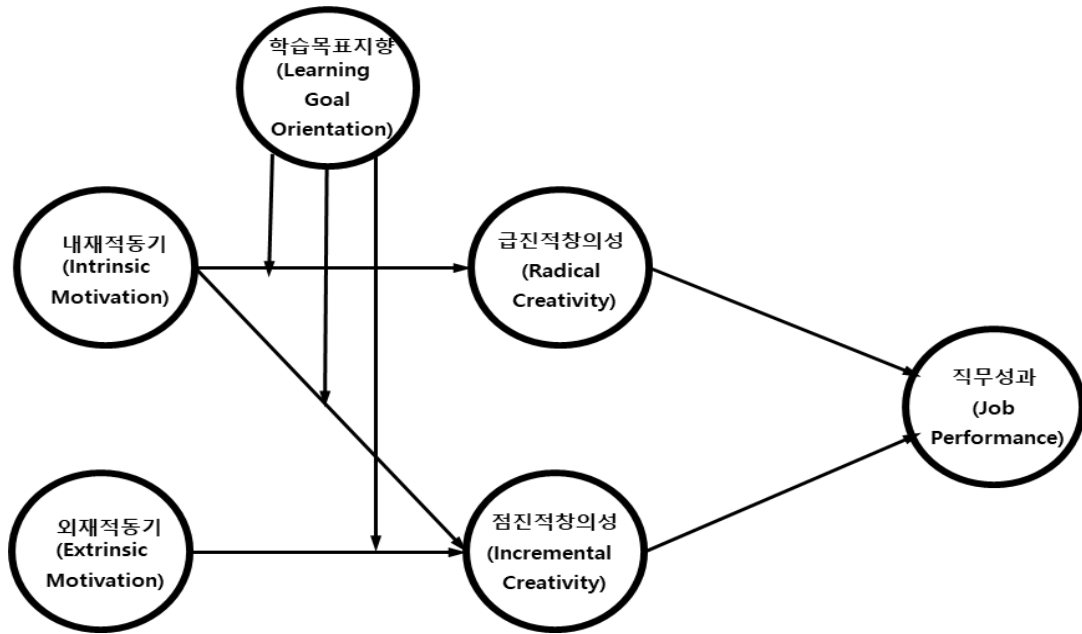 학습목표지향
(Learning
Goal
Orientation)
내재적동기
(Intrinsic
Motivation)
급진적창의성
(Radical
Creativity)
직무성과
(Job
Performance)
외재적동기
(Extrinsic
Motivation)
점진적창의성
(Incremental
Creativity)